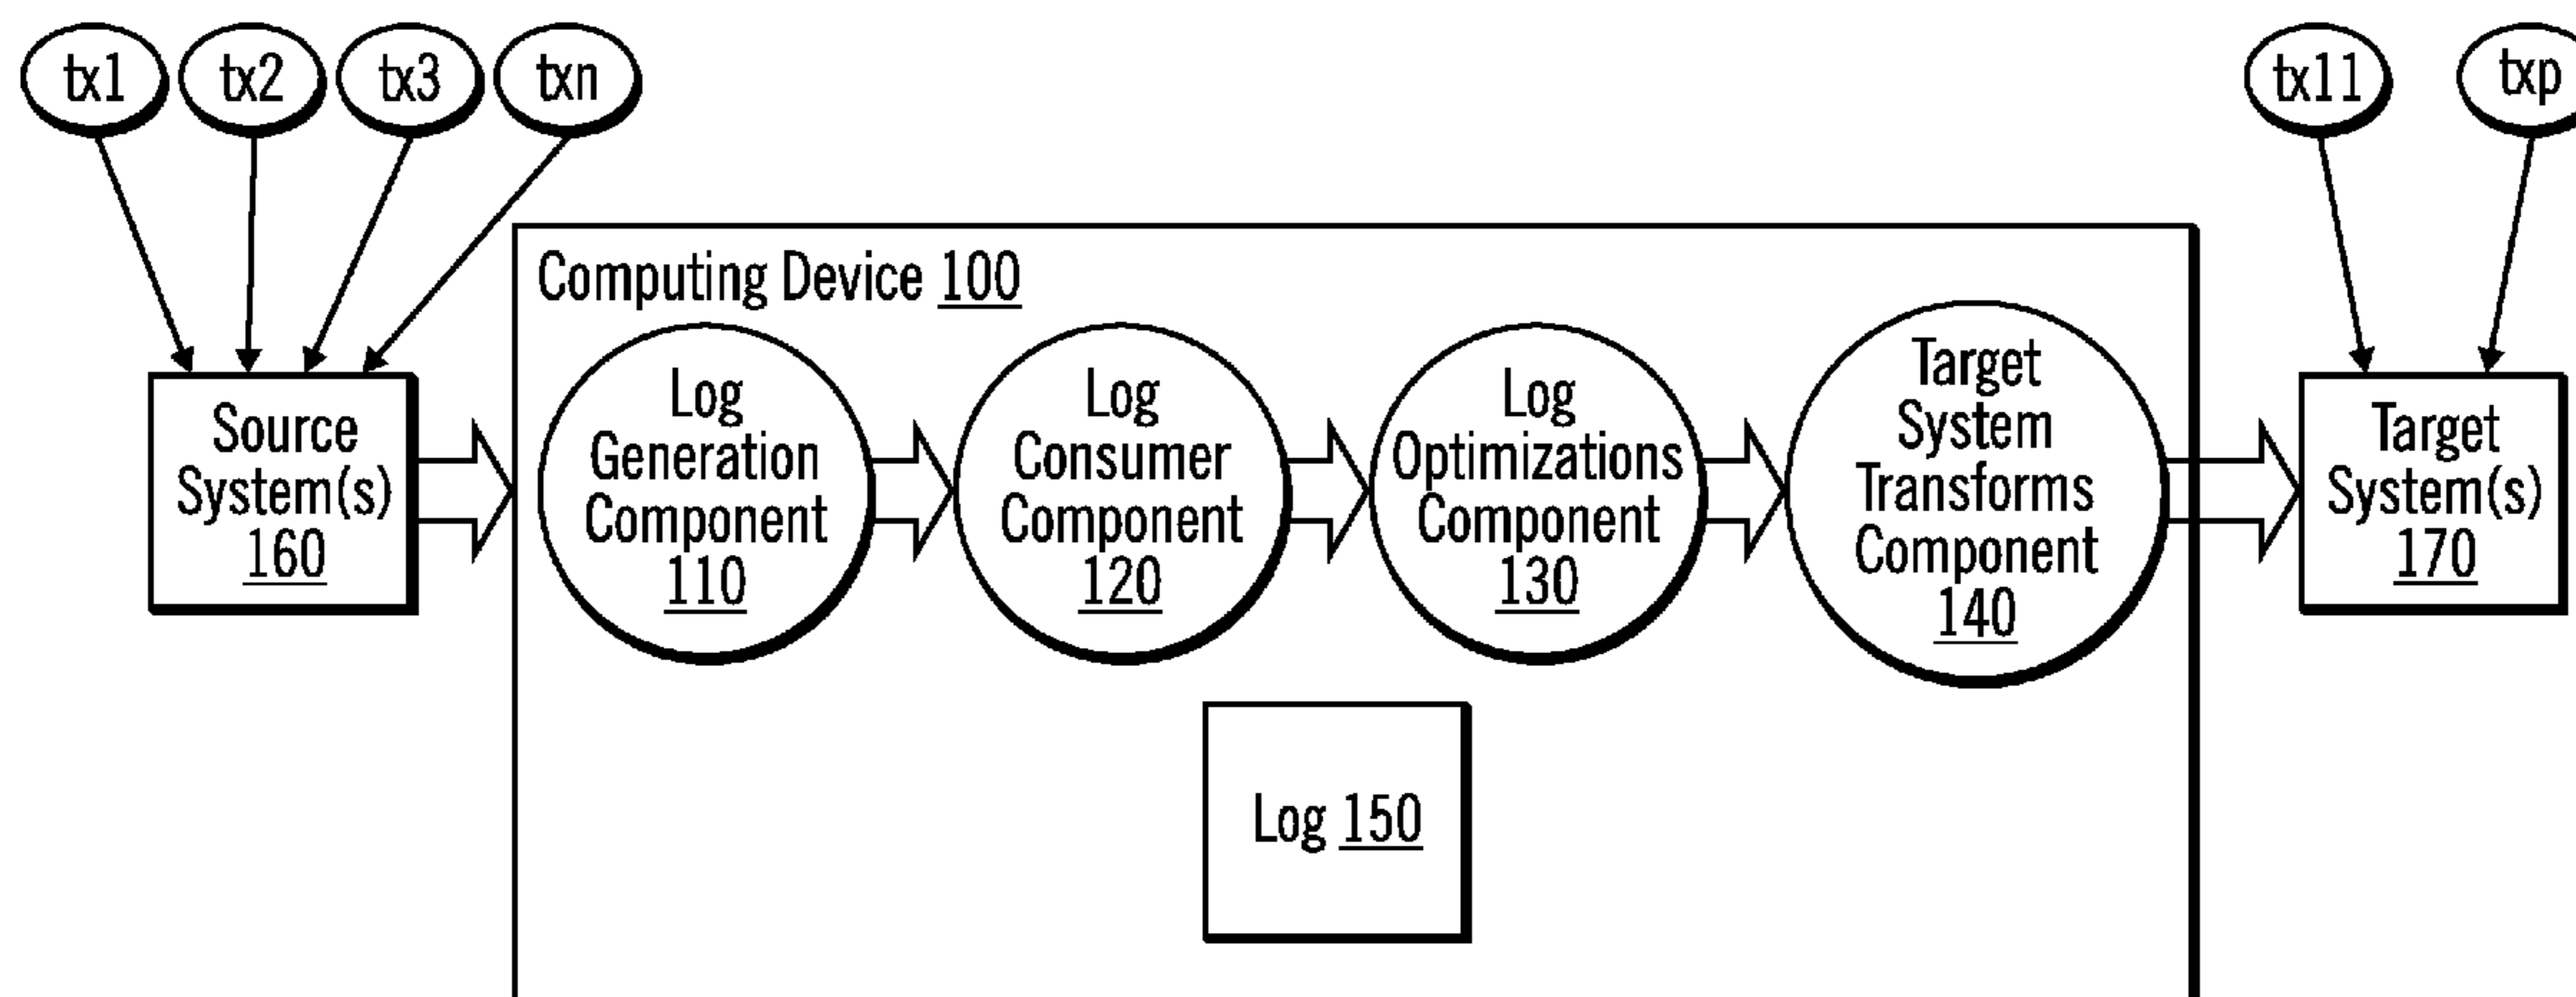 tx1
tx2
tx3
txn
tx11
txp
Computing Device 100
Source
System(s)
160
Log
Generation
Component
110
Log
Consumer
Component
120
Log
Optimizations
Component
130
Target
System
Transforms
Component
140
Target
System(s)
170
Log 150